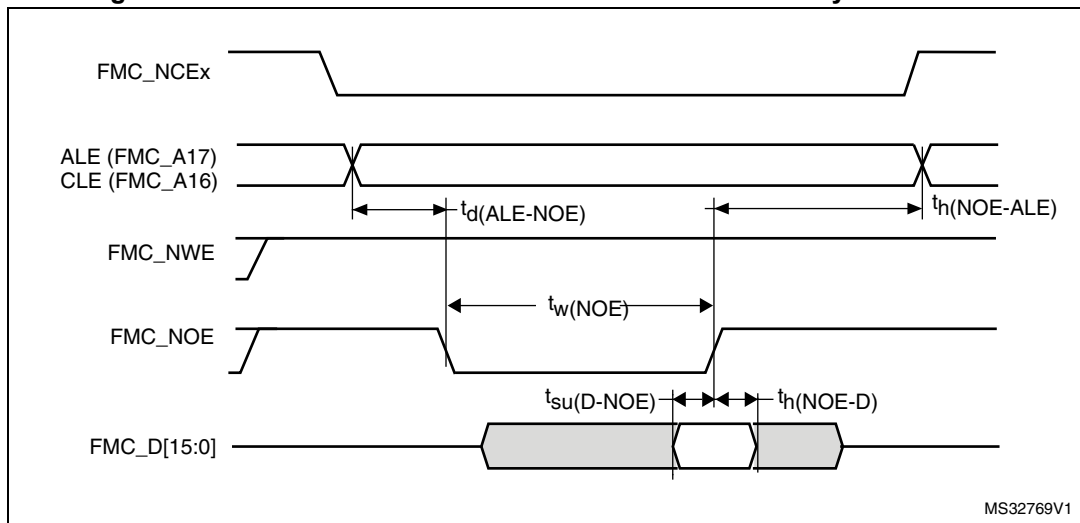 FMC_NCEx
ALE (FMC_A17)
CLE (FMC_A16)
td(ALE-NOE)
th(NOE-ALE)
FMC_NWE
tw(NOE)
FMC_NOE
tsu(D-NOE)
th(NOE-D)
FMC_D[15:0]
MS32769V1